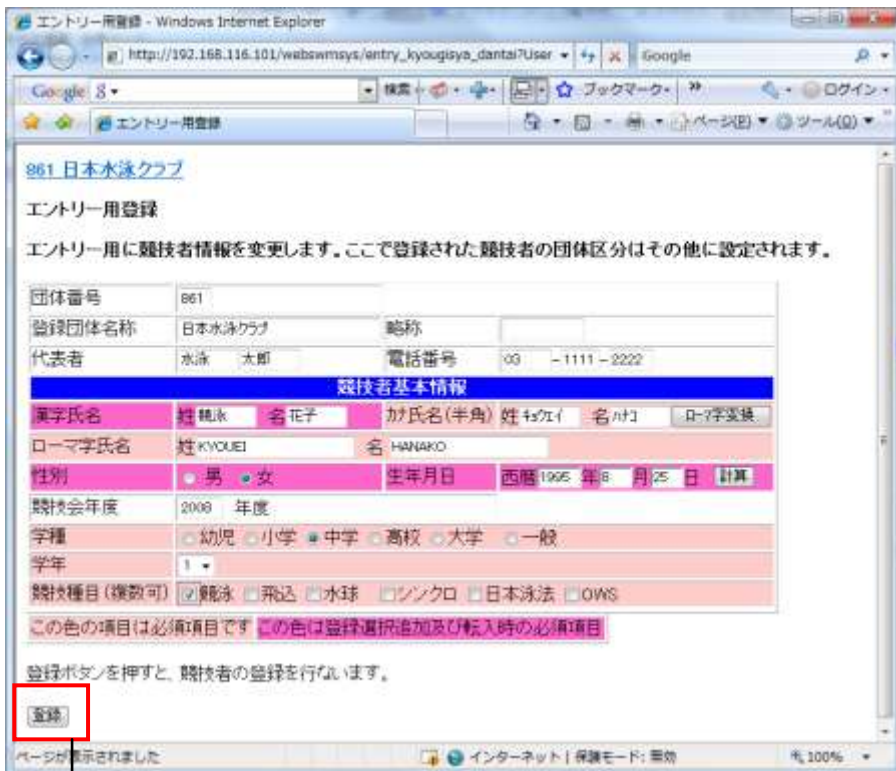 エントリー用登録 - Windows Internet Explorer
http://192.168.116.101/webswmsys/entry_kyougisya_dantai?User Google
Google 検索 ブックマーク▼ » ログイン
エントリー用登録 ページ(P) ツール(O)
861 日本水泳クラブ
エントリー用登録
エントリー用に競技者情報を変更します。ここで登録された競技者の団体区分はその他に設定されます。
団体番号 861
登録団体名称 日本水泳クラブ 略称
代表者 水泳 太郎 電話番号 03 - 1111 - 2222
競技者基本情報
漢字氏名 姓 競泳 名 花子 カナ氏名(半角) 姓 ｷｮｳｴｲ 名 ﾊﾅｺ ローマ字変換
ローマ字氏名 姓 KYOUEI 名 HANAKO
性別 男 女 生年月日 西暦 1995 年 8 月 25 日 計算
競技会年度 2008 年度
学種 幼児 小学 中学 高校 大学 一般
学年 1
競技種目(複数可) 競泳 飛込 水球 シンクロ 日本泳法 OWS
この色の項目は必須項目です この色は登録選択追加及び転入時の必須項目
登録ボタンを押すと、競技者の登録を行ないます。
登録
ページが表示されました インターネット | 保護モード: 無効 100%